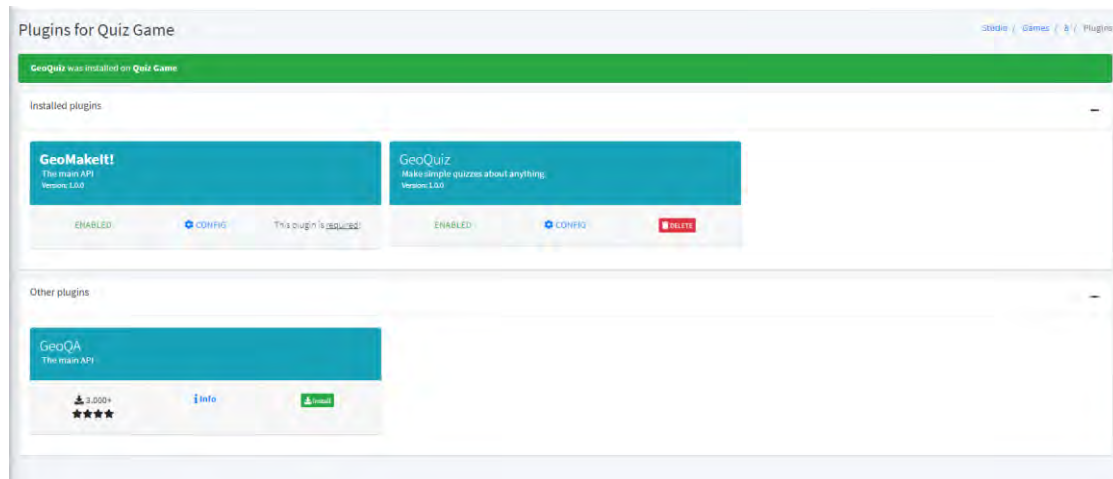 Plugins for Quiz Game
Studio / Games / 8 / Plugins
GeoQuiz was installed on Quiz Game
Installed plugins
GeoMakeIt!
The main API
Version: 1.0.0
ENABLED
CONFIG
This plugin is required!
GeoQuiz
Make simple quizzes about anything.
Version: 1.0.0
ENABLED
CONFIG
DELETE
Other plugins
GeoQA
The main API
3.000+
Info
Install